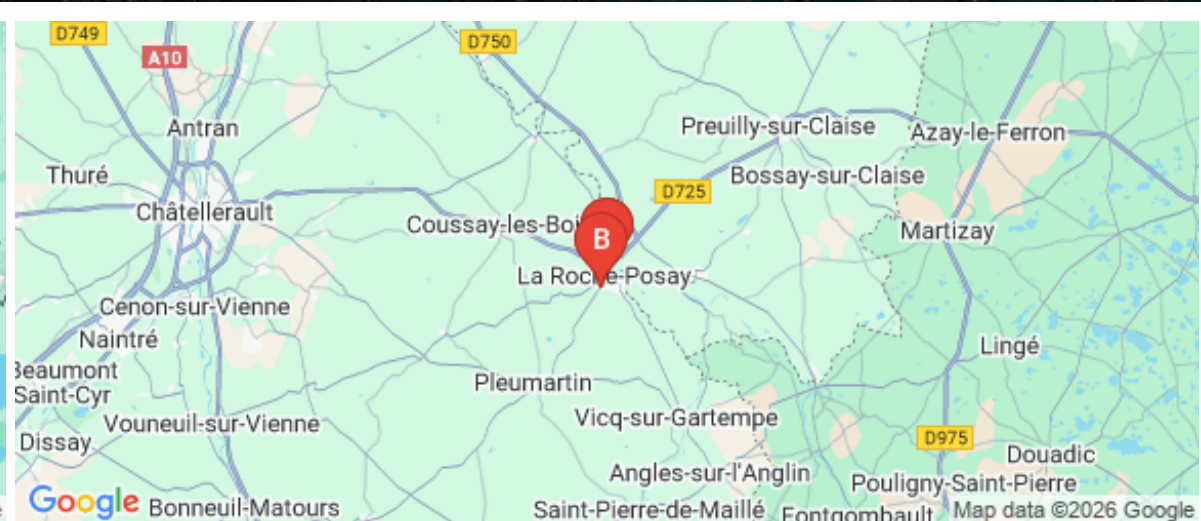 D749
D750
A10
Antran
Preuilly-sur-Claise
Azay-le-Ferron
Thuré
Bossay-sur-Claise
D725
Châtellerault
Coussay-les-Boi
B
Martizay
La Roche-Posay
Cenon-sur-Vienne
Naintré
Lingé
Beaumont
Saint-Cyr
Pleumartin
Vouneuil-sur-Vienne
Vicq-sur-Gartempe
Dissay
D975
Douadic
Angles-sur-l'Anglin
Pouligny-Saint-Pierre
Google
Bonneuil-Matours
Saint-Pierre-de-Maillé
Fontgombault
Map data ©2026 Google